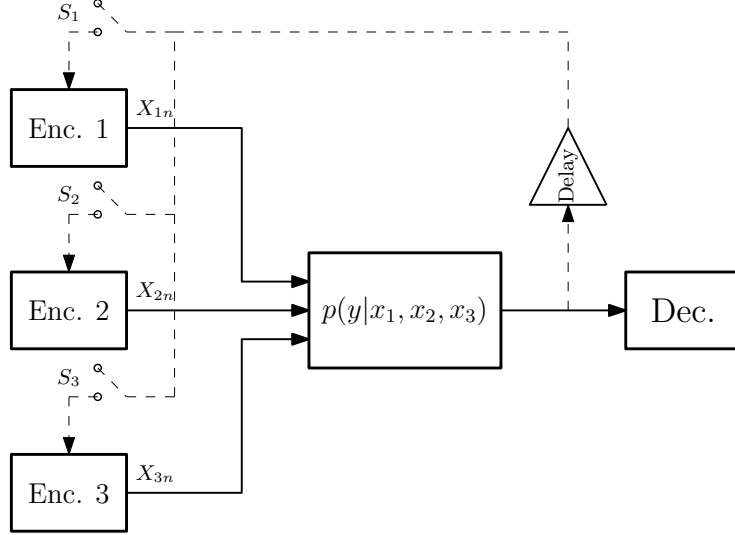 S₁
Enc. 1
X₁ₙ
Delay
S₂
Enc. 2
X₂ₙ
p(y|x₁, x₂, x₃)
Dec.
S₃
Enc. 3
X₃ₙ